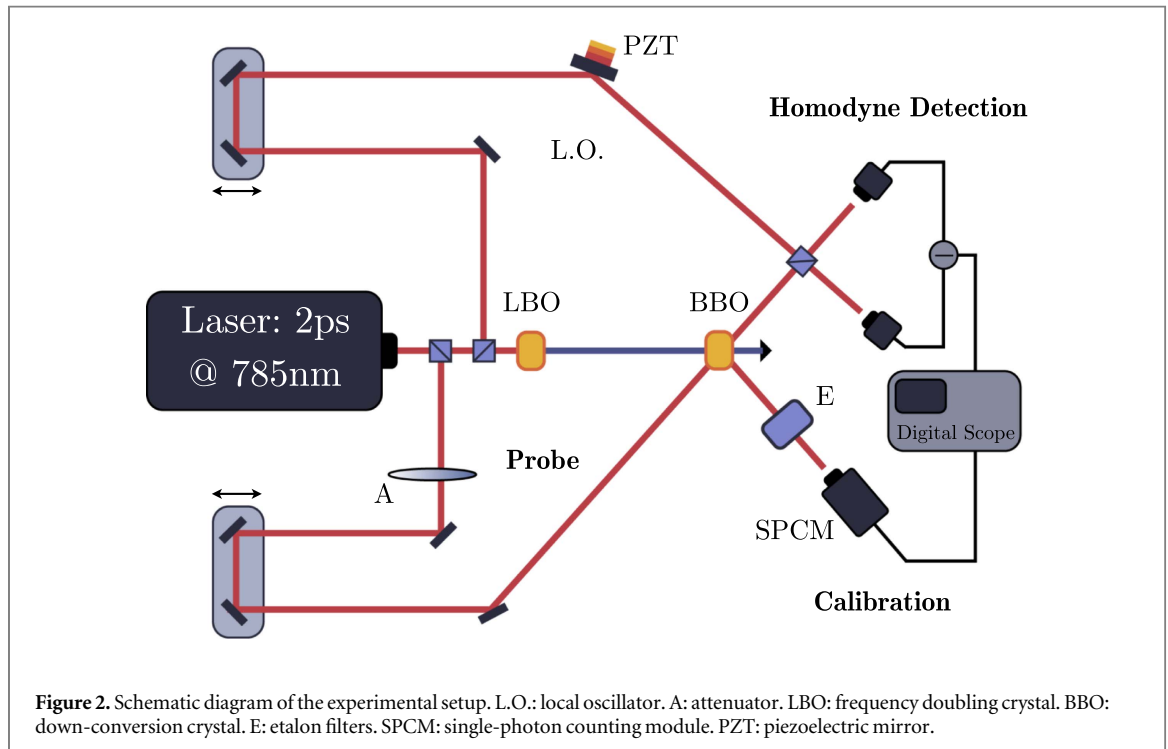 PZT
Homodyne Detection
L.O.
LBO
BBO
Laser: 2ps
@ 785nm
E
Digital Scope
Probe
A
SPCM
Calibration
Figure 2. Schematic diagram of the experimental setup. L.O.: local oscillator. A: attenuator. LBO: frequency doubling crystal. BBO:
down-conversion crystal. E: etalon filters. SPCM: single-photon counting module. PZT: piezoelectric mirror.